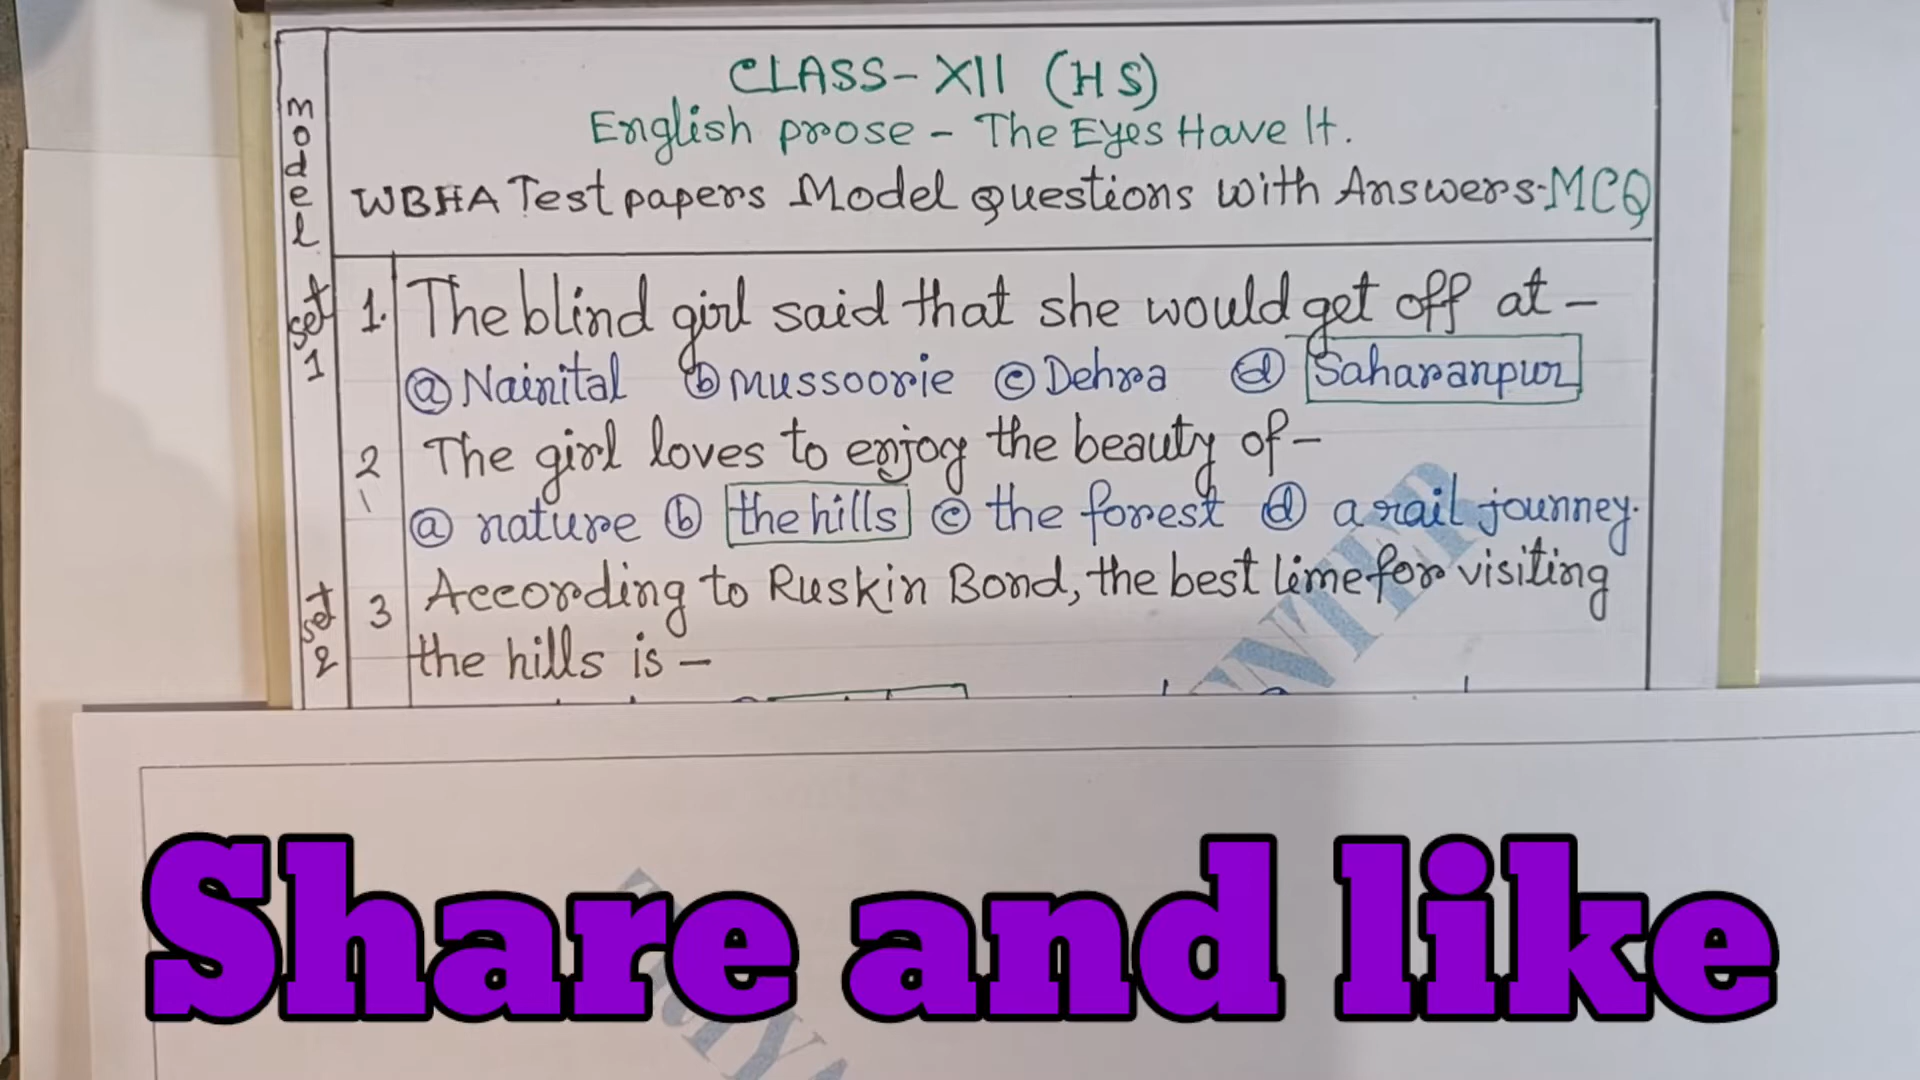 CLASS-XII (HS)
English prose - The Eyes Have It.
WBHA Test papers Model Questions with Answers-MCQ
Model
set 1
1. The blind girl said that she would get off at –
ⓐ Nainital ⓑ mussoorie ⓒ Dehra ⓓ Saharanpur
2 The girl loves to enjoy the beauty of –
ⓐ nature ⓑ the hills ⓒ the forest ⓓ a rail journey.
set 2
3 According to Ruskin Bond, the best time for visiting
the hills is –
Share and like